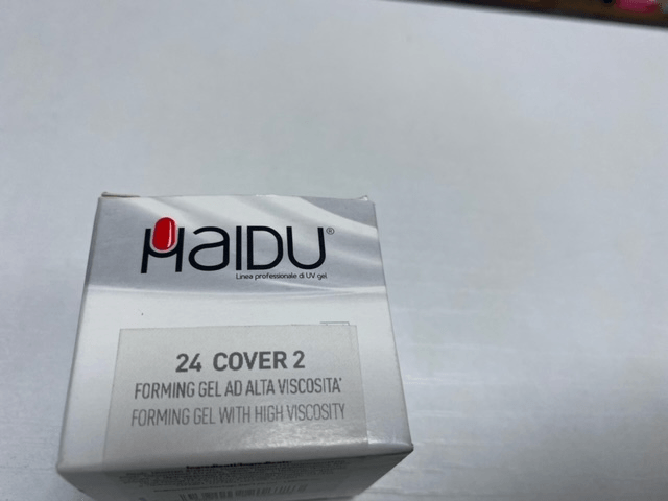 HaIDU®
Linea professionale di UV gel
24 COVER 2
FORMING GEL AD ALTA VISCOSITA'
FORMING GEL WITH HIGH VISCOSITY